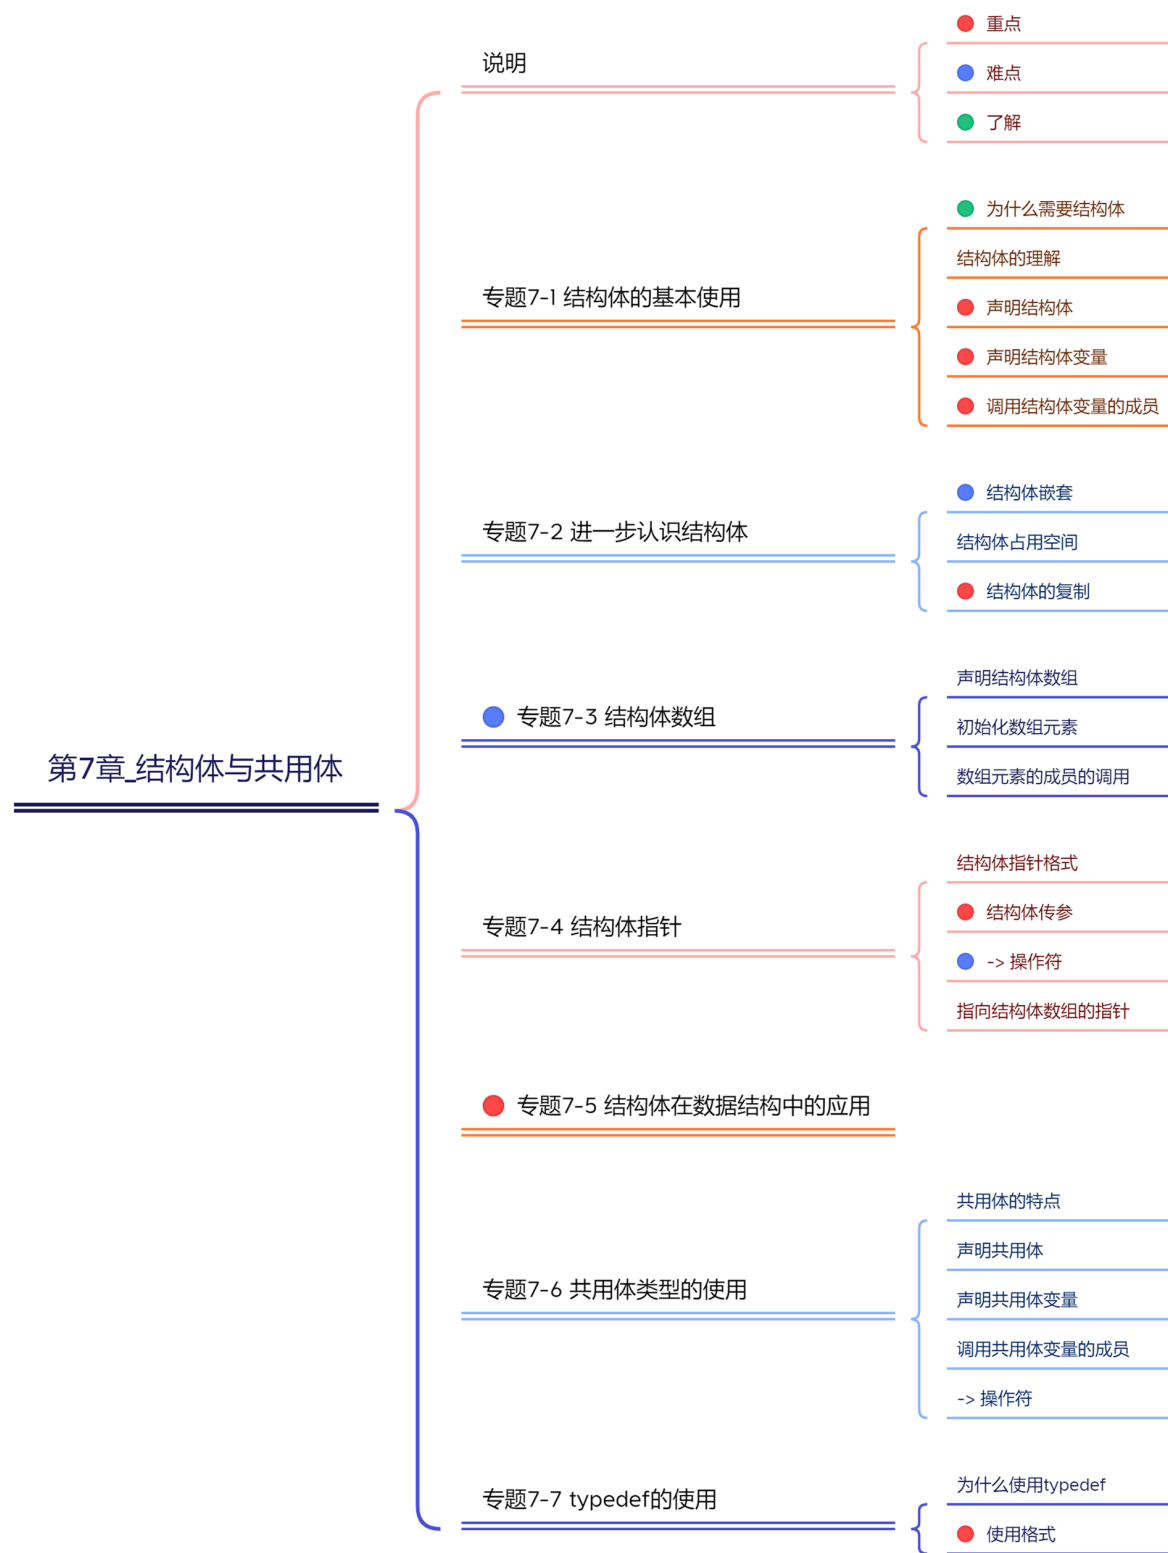 第7章_结构体与共用体
说明
重点
难点
了解
专题7-1 结构体的基本使用
为什么需要结构体
结构体的理解
声明结构体
声明结构体变量
调用结构体变量的成员
专题7-2 进一步认识结构体
结构体嵌套
结构体占用空间
结构体的复制
专题7-3 结构体数组
声明结构体数组
初始化数组元素
数组元素的成员的调用
专题7-4 结构体指针
结构体指针格式
结构体传参
-> 操作符
指向结构体数组的指针
专题7-5 结构体在数据结构中的应用
专题7-6 共用体类型的使用
共用体的特点
声明共用体
声明共用体变量
调用共用体变量的成员
-> 操作符
专题7-7 typedef的使用
为什么使用typedef
使用格式